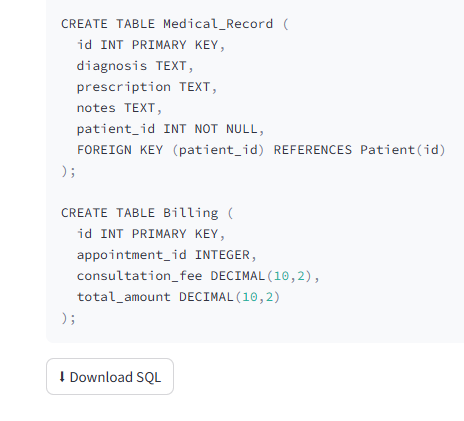 CREATE TABLE Medical_Record (
  id INT PRIMARY KEY,
  diagnosis TEXT,
  prescription TEXT,
  notes TEXT,
  patient_id INT NOT NULL,
  FOREIGN KEY (patient_id) REFERENCES Patient(id)
);
CREATE TABLE Billing (
  id INT PRIMARY KEY,
  appointment_id INTEGER,
  consultation_fee DECIMAL(10,2),
  total_amount DECIMAL(10,2)
);
⬇ Download SQL